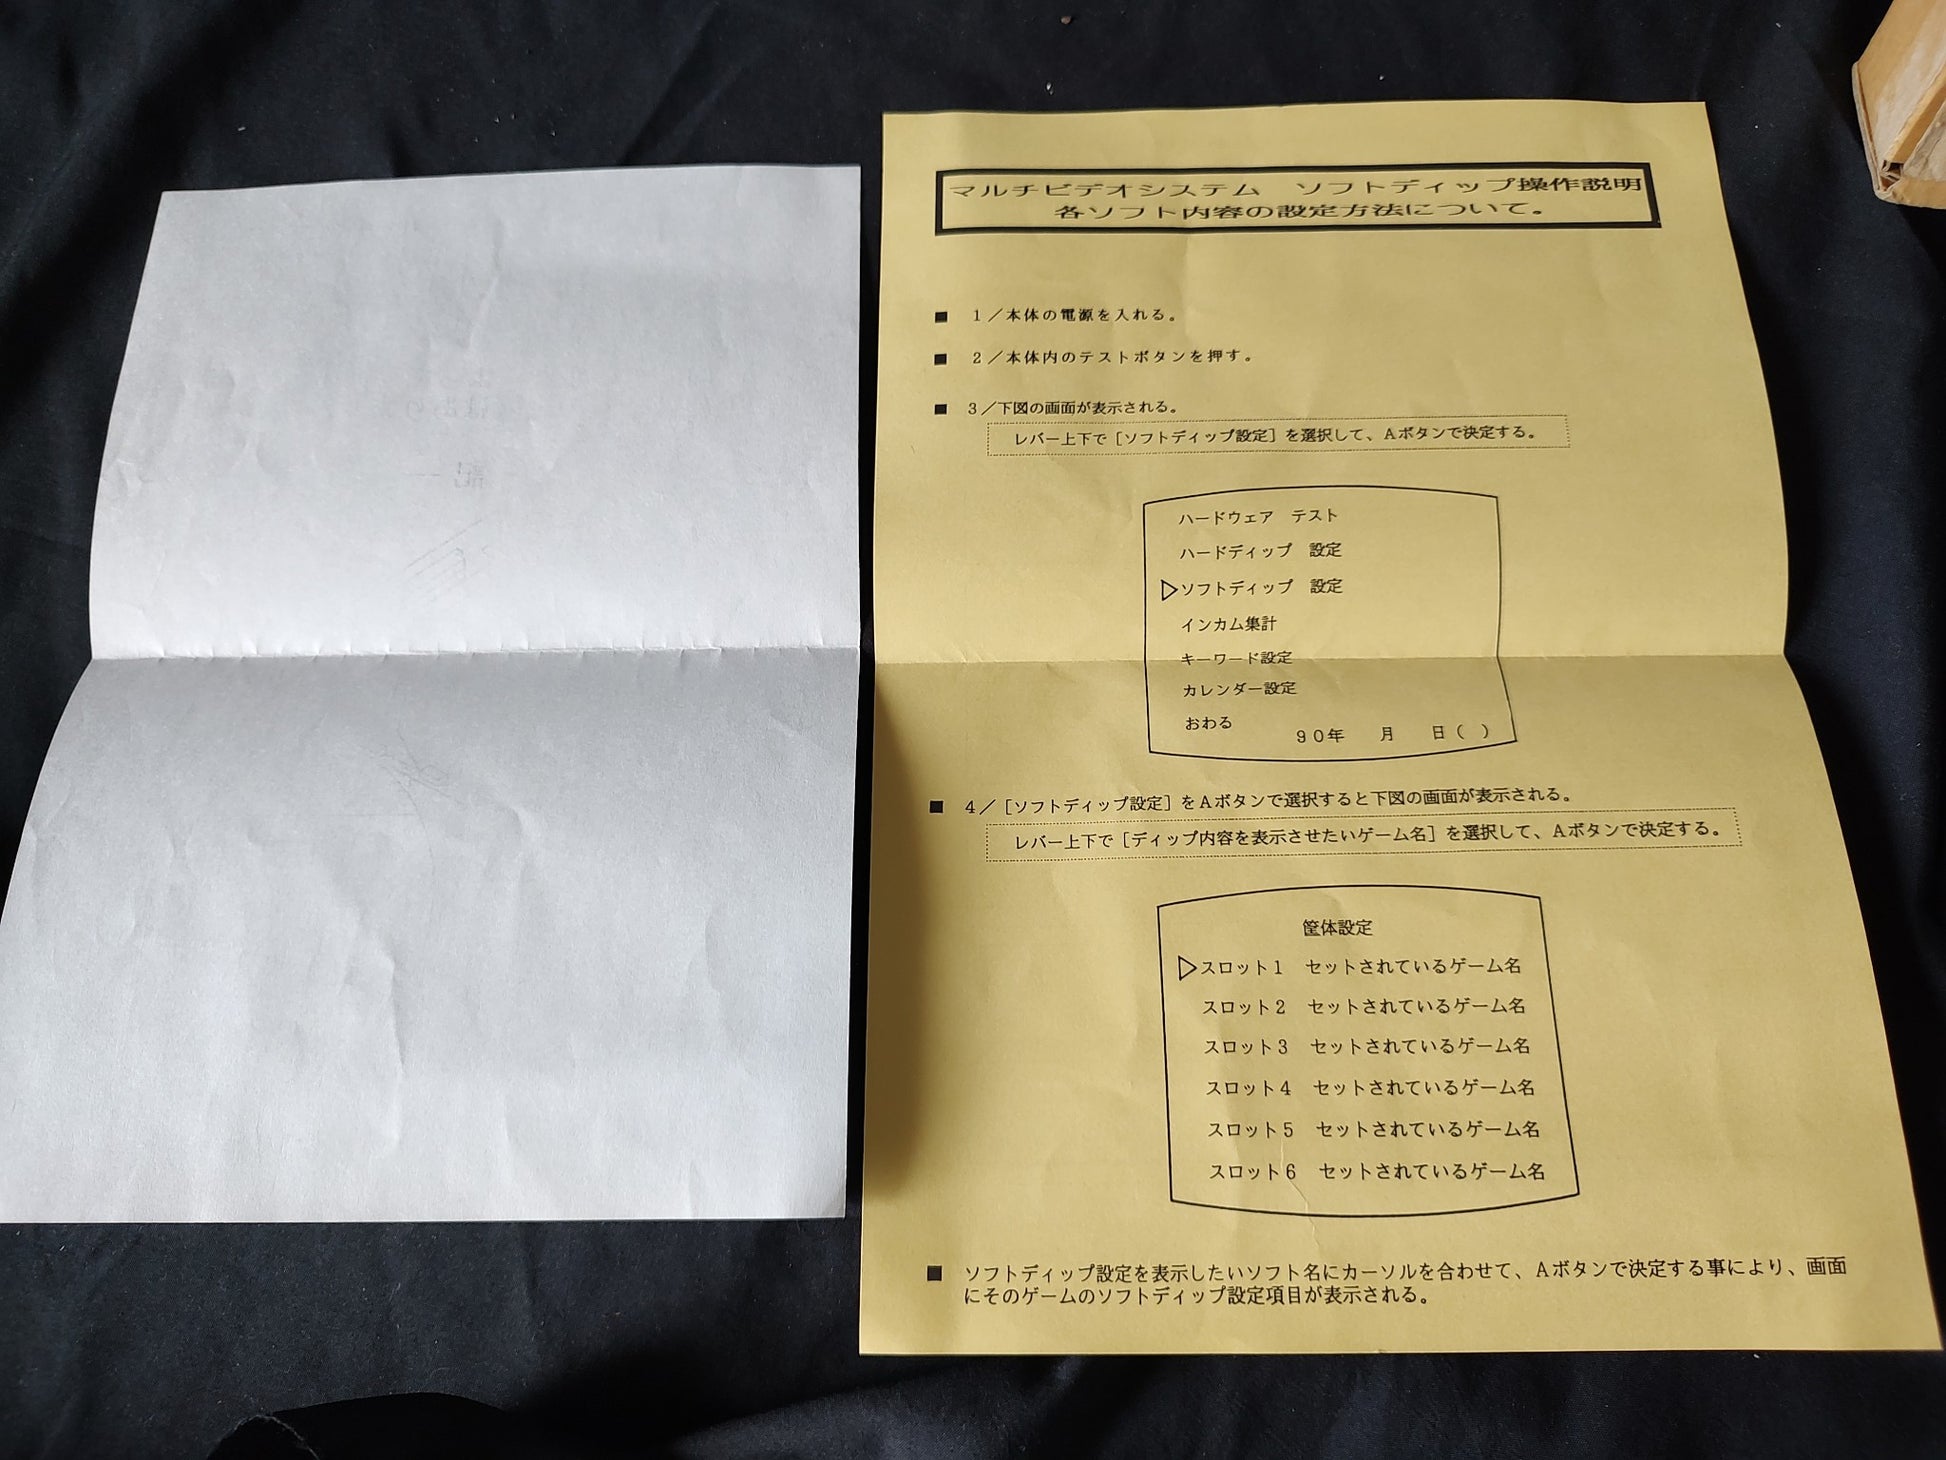 マルチビデオシステム　ソフトディップ操作説明
各ソフト内容の設定方法について。
■　１／本体の電源を入れる。
■　２／本体内のテストボタンを押す。
■　３／下図の画面が表示される。
レバー上下で［ソフトディップ設定］を選択して、Ａボタンで決定する。
ハードウェア　テスト
ハードディップ　設定
▷ソフトディップ　設定
インカム集計
キーワード設定
カレンダー設定
おわる
９０年　　月　　日（　）
■　４／［ソフトディップ設定］をＡボタンで選択すると下図の画面が表示される。
レバー上下で［ディップ内容を表示させたいゲーム名］を選択して、Ａボタンで決定する。
筐体設定
▷スロット１　セットされているゲーム名
スロット２　セットされているゲーム名
スロット３　セットされているゲーム名
スロット４　セットされているゲーム名
スロット５　セットされているゲーム名
スロット６　セットされているゲーム名
■　ソフトディップ設定を表示したいソフト名にカーソルを合わせて、Ａボタンで決定する事により、画面
にそのゲームのソフトディップ設定項目が表示される。